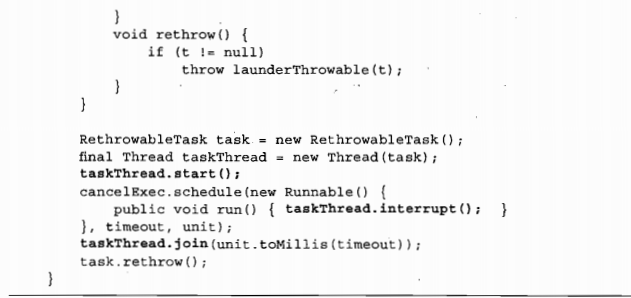 }
void rethrow() {
if (t != null)
throw launderThrowable(t);
}
}
RethrowableTask task = new RethrowableTask();
final Thread taskThread = new Thread(task);
taskThread.start();
cancelExec.schedule(new Runnable() {
public void run() { taskThread.interrupt(); }
}, timeout, unit);
taskThread.join(unit.toMillis(timeout));
task.rethrow();
}